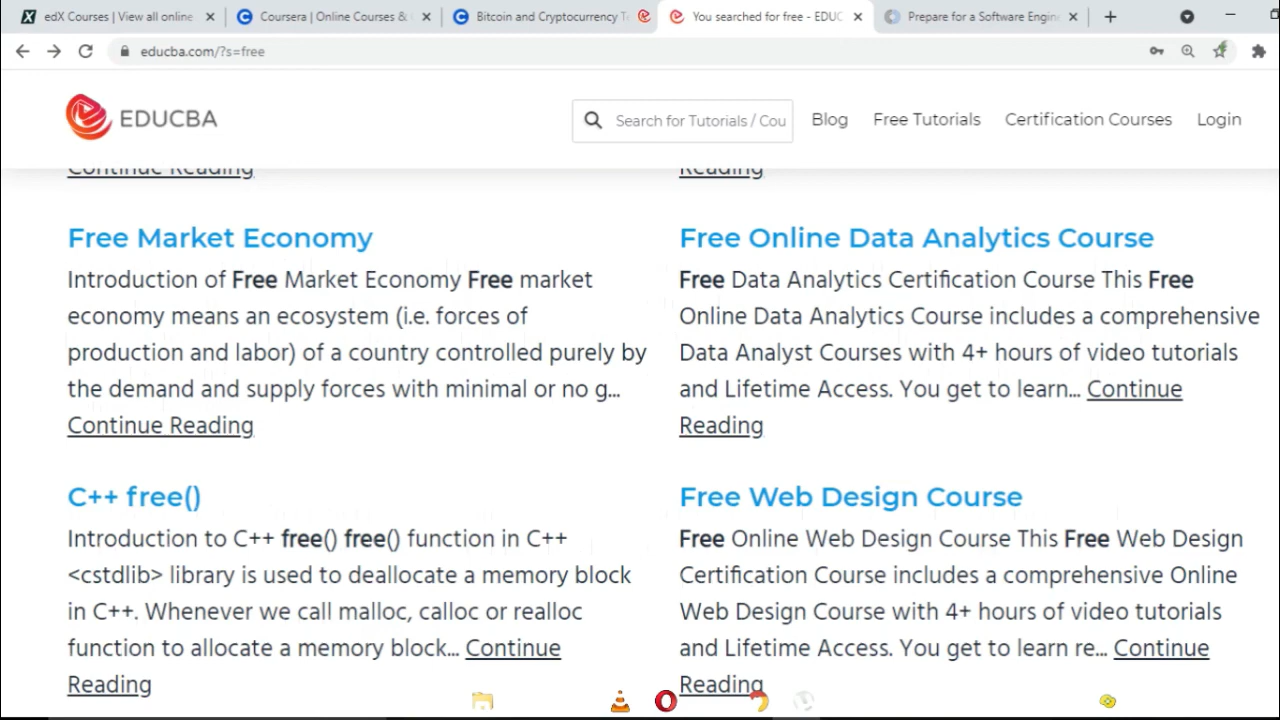 edX Courses | View all online
Coursera | Online Courses &
Bitcoin and Cryptocurrency T
You searched for free - EDUC
Prepare for a Software Engin
educba.com/?s=free
EDUCBA
Search for Tutorials / Cou
Blog
Free Tutorials
Certification Courses
Login
Continue Reading
Reading
Free Market Economy
Introduction of Free Market Economy Free market
economy means an ecosystem (i.e. forces of
production and labor) of a country controlled purely by
the demand and supply forces with minimal or no g...
Continue Reading
Free Online Data Analytics Course
Free Data Analytics Certification Course This Free
Online Data Analytics Course includes a comprehensive
Data Analyst Courses with 4+ hours of video tutorials
and Lifetime Access. You get to learn... Continue
Reading
C++ free()
Introduction to C++ free() free() function in C++
<cstdlib> library is used to deallocate a memory block
in C++. Whenever we call malloc, calloc or realloc
function to allocate a memory block... Continue
Reading
Free Web Design Course
Free Online Web Design Course This Free Web Design
Certification Course includes a comprehensive Online
Web Design Course with 4+ hours of video tutorials
and Lifetime Access. You get to learn re... Continue
Reading